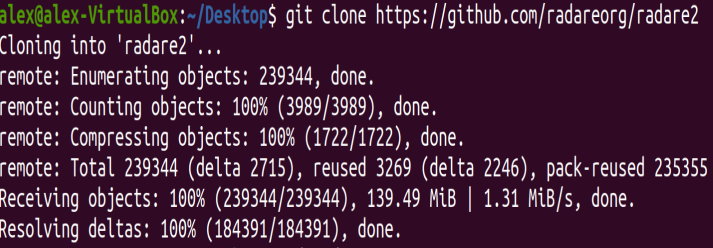 alex@alex-VirtualBox:~/Desktop$ git clone https://github.com/radareorg/radare2
Cloning into 'radare2'...
remote: Enumerating objects: 239344, done.
remote: Counting objects: 100% (3989/3989), done.
remote: Compressing objects: 100% (1722/1722), done.
remote: Total 239344 (delta 2715), reused 3269 (delta 2246), pack-reused 235355
Receiving objects: 100% (239344/239344), 139.49 MiB | 1.31 MiB/s, done.
Resolving deltas: 100% (184391/184391), done.